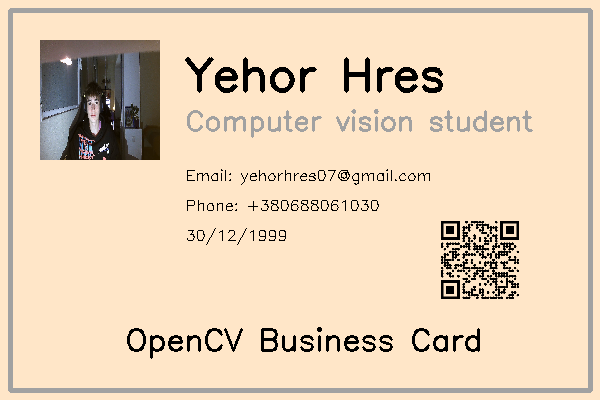 Yehor Hres
Computer vision student
Email: yehorhres07@gmail.com
Phone: +380688061030
30/12/1999
OpenCV Business Card